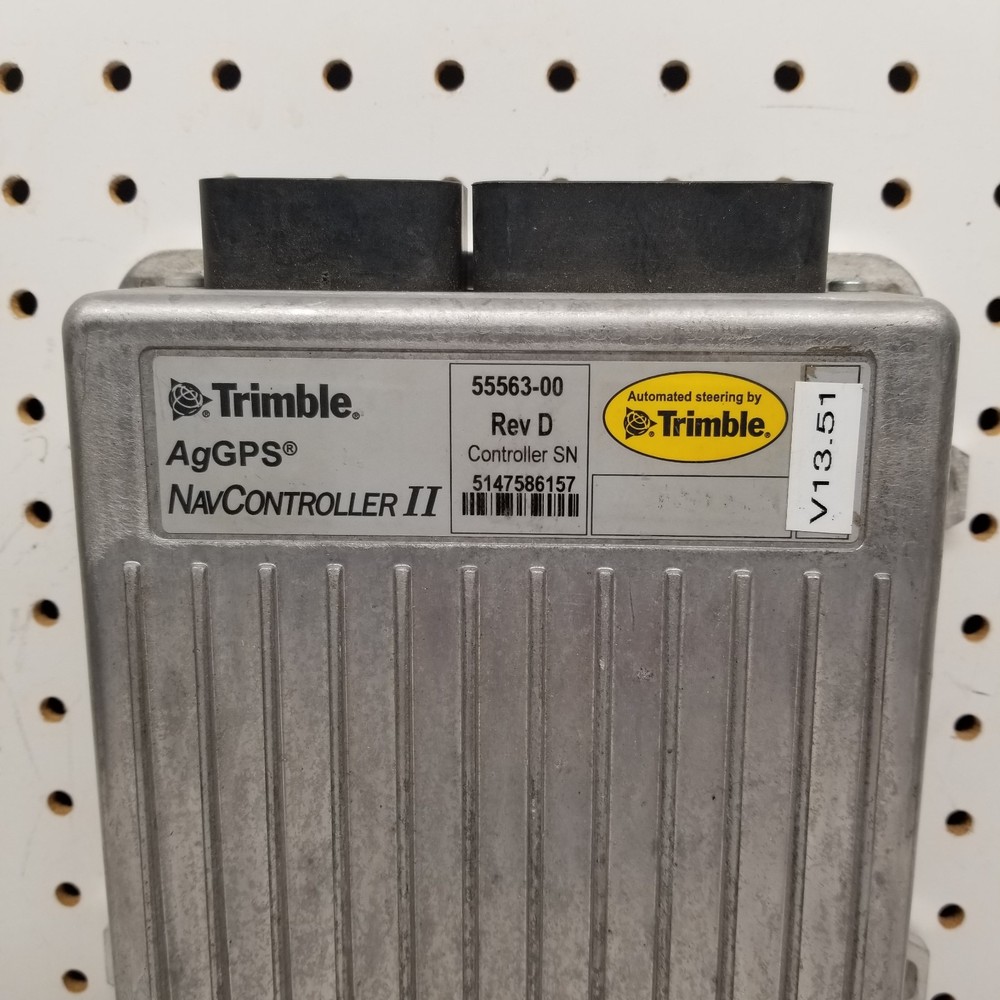 Trimble®
AgGPS®
NAVCONTROLLER II
55563-00
Rev D
Controller SN
5147586157
Automated steering by
Trimble®
V13.51